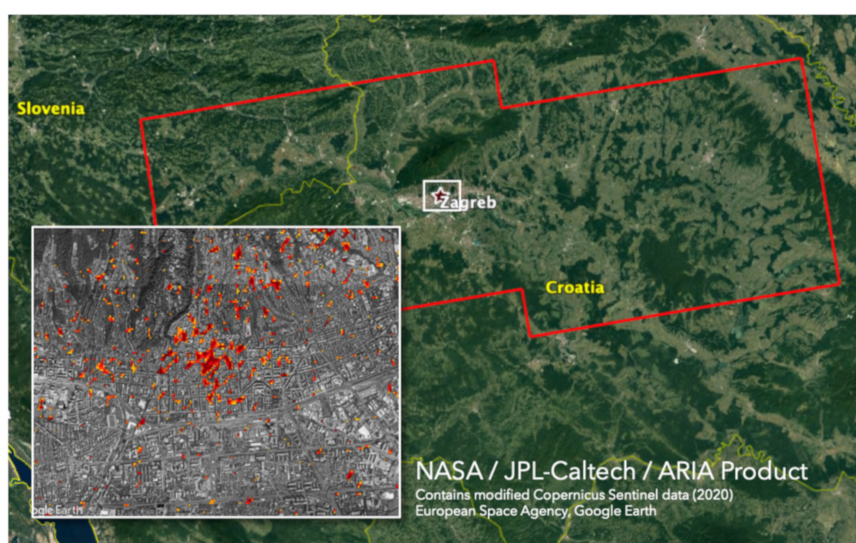 Slovenia
Zagreb
Croatia
NASA / JPL-Caltech / ARIA Product
Contains modified Copernicus Sentinel data (2020)
European Space Agency, Google Earth
Earth